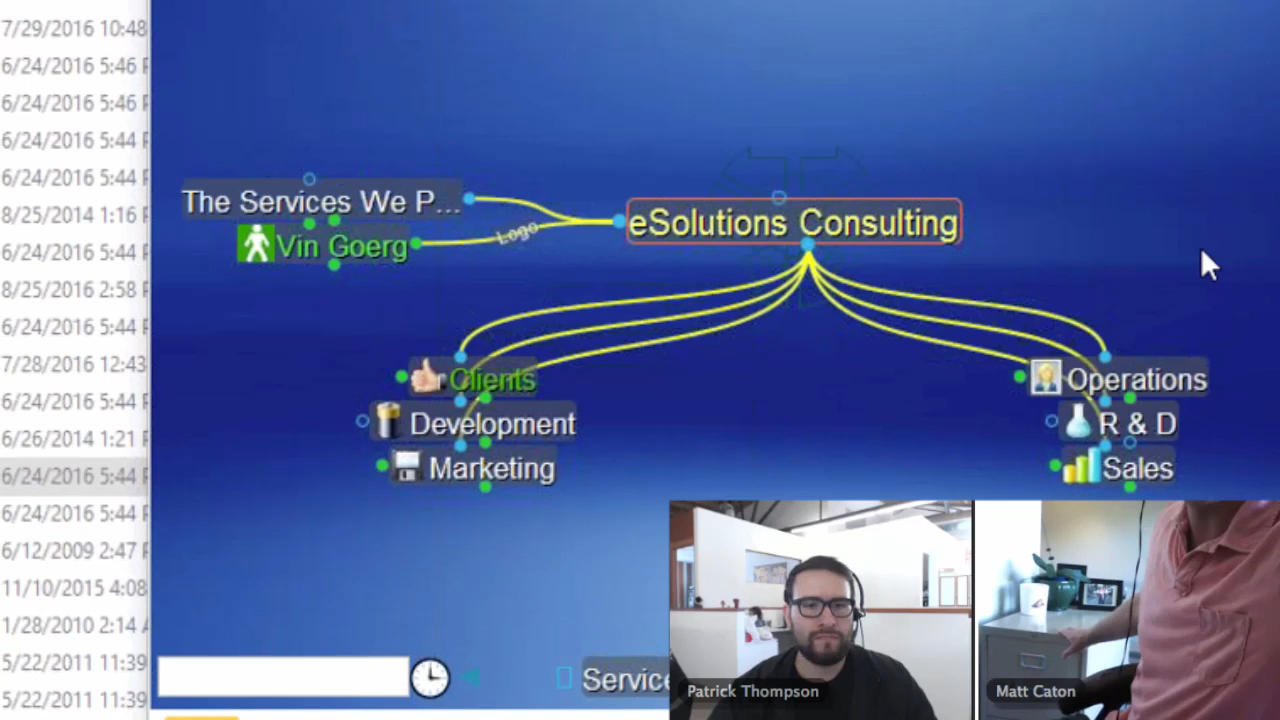 7/29/2016 10:48
6/24/2016 5:46
6/24/2016 5:46
6/24/2016 5:44
6/24/2016 5:44
8/25/2014 1:16
6/24/2016 5:44
8/25/2016 2:58
6/24/2016 5:44
7/28/2016 12:43
6/24/2016 5:44
6/26/2014 1:21
6/24/2016 5:44
6/24/2016 5:44
6/12/2009 2:47
11/10/2015 4:08
1/28/2010 2:14
5/22/2011 11:39
5/22/2011 11:39
The Services We P...
Vin Goerg
Logo
eSolutions Consulting
Clients
Development
Marketing
Operations
R & D
Sales
Service
Patrick Thompson
Matt Caton